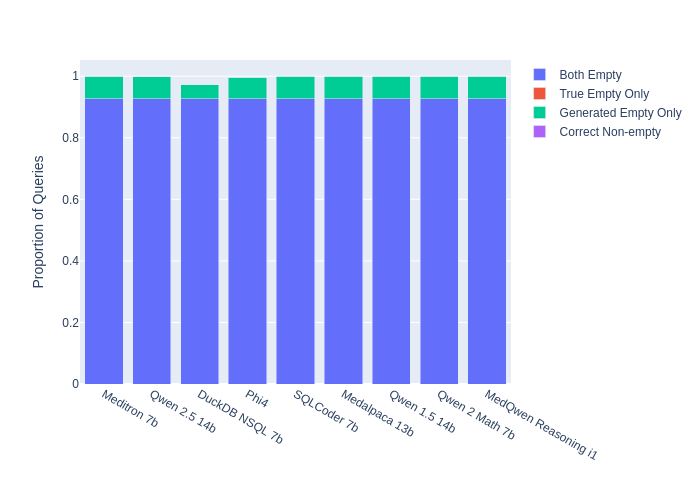 Both Empty
True Empty Only
Generated Empty Only
Correct Non-empty
Proportion of Queries
1
0.8
0.6
0.4
0.2
0
Meditron 7b
Qwen 2.5 14b
DuckDB NSQL 7b
Phi4
SQLCoder 7b
Medalpaca 13b
Qwen 1.5 14b
Qwen 2 Math 7b
MedQwen Reasoning i1